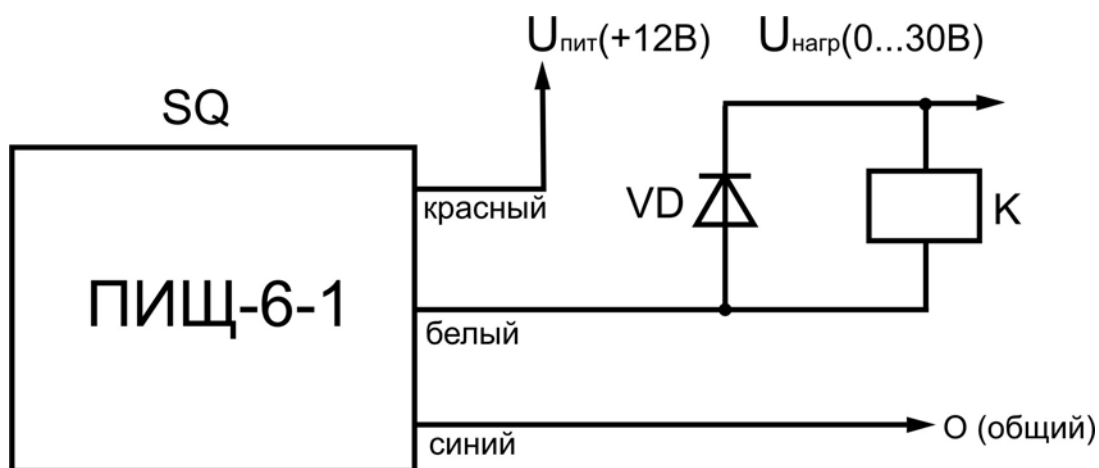 Uпит(+12В) Uнагр(0...30В)
SQ
красный
VD
K
ПИЩ-6-1
белый
синий
О (общий)